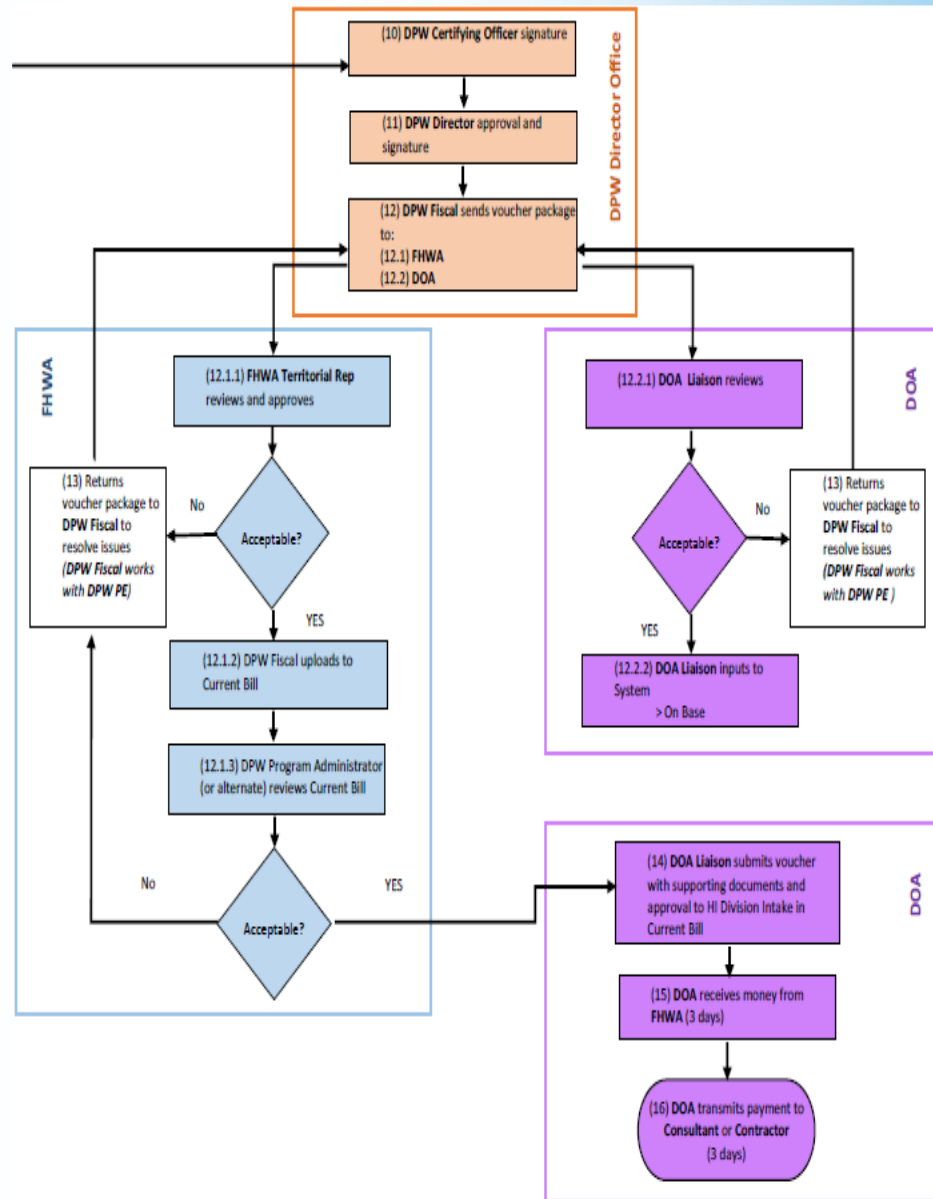 (10) DPW Certifying Officer signature
DPW Director Office
(11) DPW Director approval and
signature
(12) DPW Fiscal sends voucher package
to:
(12.1) FHWA
(12.2) DOA
FHWA
(12.1.1) FHWA Territorial Rep
reviews and approves
Acceptable?
No
(13) Returns
voucher package to
DPW Fiscal to
resolve issues
(DPW Fiscal works
with DPW PE)
YES
(12.1.2) DPW Fiscal uploads to
Current Bill
(12.1.3) DPW Program Administrator
(or alternate) reviews Current Bill
Acceptable?
No
YES
DOA
(12.2.1) DOA Liaison reviews
Acceptable?
No
(13) Returns
voucher package to
DPW Fiscal to
resolve issues
(DPW Fiscal works
with DPW PE )
YES
(12.2.2) DOA Liaison inputs to
System
> On Base
DOA
(14) DOA Liaison submits voucher
with supporting documents and
approval to HI Division Intake in
Current Bill
(15) DOA receives money from
FHWA (3 days)
(16) DOA transmits payment to
Consultant or Contractor
(3 days)